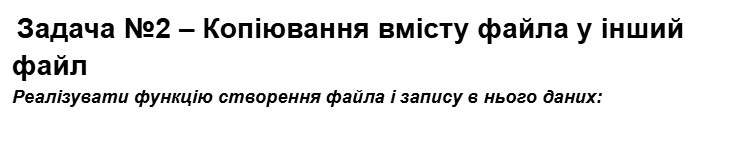 Задача №2 – Копіювання вмісту файла у інший
файл
Реалізувати функцію створення файла і запису в нього даних: